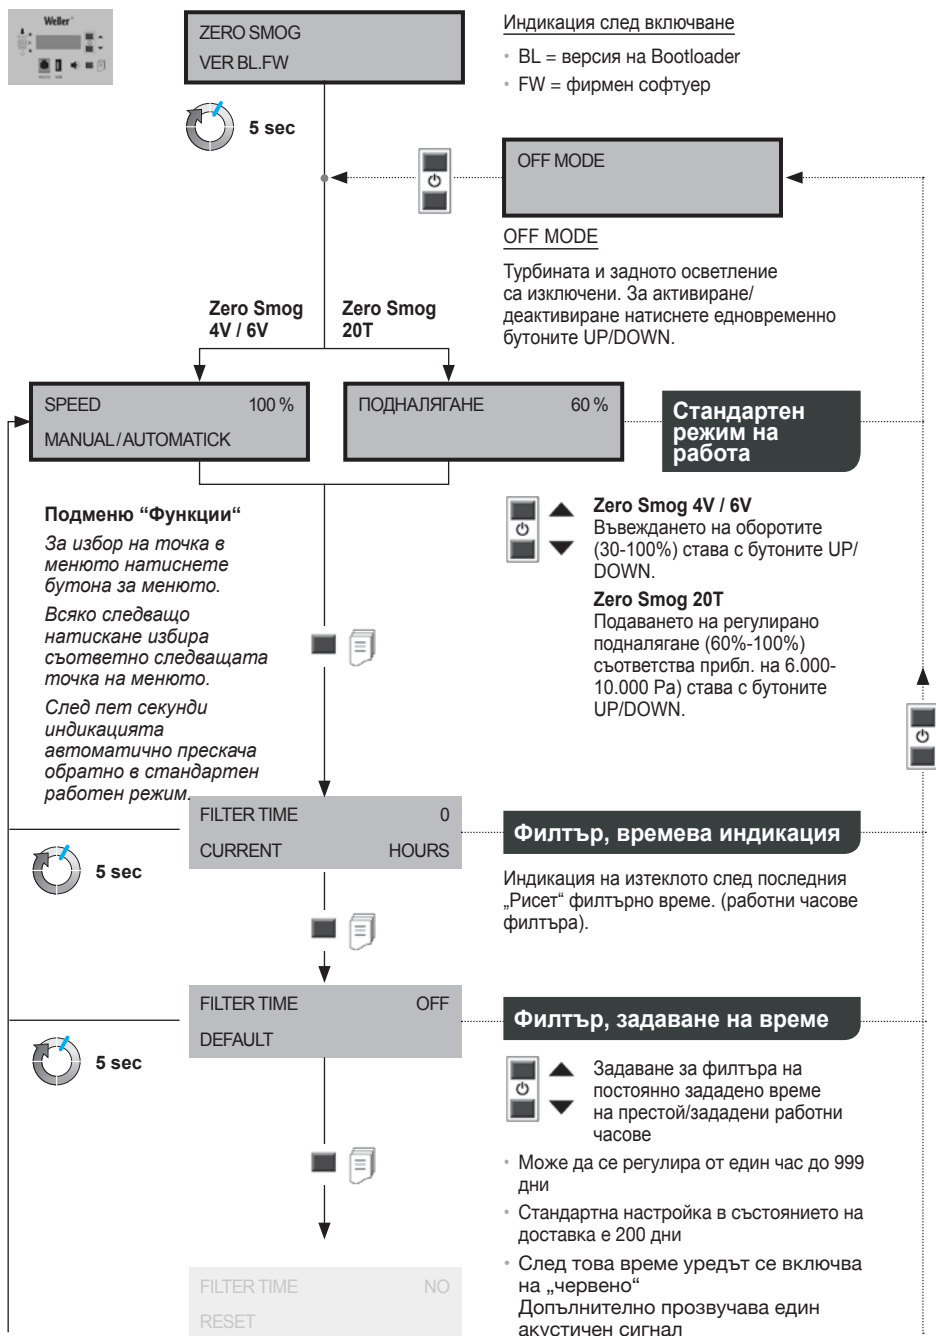 Weller
ZERO SMOG
VER BL.FW
Индикация след включване
• BL = версия на Bootloader
• FW = фирмен софтуер
5 sec
OFF MODE
OFF MODE
Турбината и задното осветление
са изключени. За активиране/
деактивиране натиснете едновременно
бутоните UP/DOWN.
Zero Smog
4V / 6V
Zero Smog
20T
SPEED 100 %
MANUAL/AUTOMATICK
ПОДНАЛЯГАНЕ 60 %
Стандартен
режим на
работа
Подменю “Функции“
За избор на точка в
менюто натиснете
бутона за менюто.
Всяко следващо
натискане избира
съответно следващата
точка на менюто.
След пет секунди
индикацията
автоматично прескача
обратно в стандартен
работен режим.
Zero Smog 4V / 6V
Въвеждането на оборотите
(30-100%) става с бутоните UP/
DOWN.
Zero Smog 20T
Подаването на регулирано
подналягане (60%-100%)
съответства прибл. на 6.000-
10.000 Pa) става с бутоните
UP/DOWN.
FILTER TIME 0
CURRENT HOURS
5 sec
Филтър, времева индикация
Индикация на изтеклото след последния
„Рисет“ филтърно време. (работни часове
филтъра).
FILTER TIME OFF
DEFAULT
5 sec
Филтър, задаване на време
Задаване за филтъра на
постоянно зададено време
на престой/зададени работни
часове
• Може да се регулира от един час до 999
дни
• Стандартна настройка в състоянието на
доставка е 200 дни
• След това време уредът се включва
на „червено“
Допълнително прозвучава един
акустичен сигнал
FILTER TIME NO
RESET